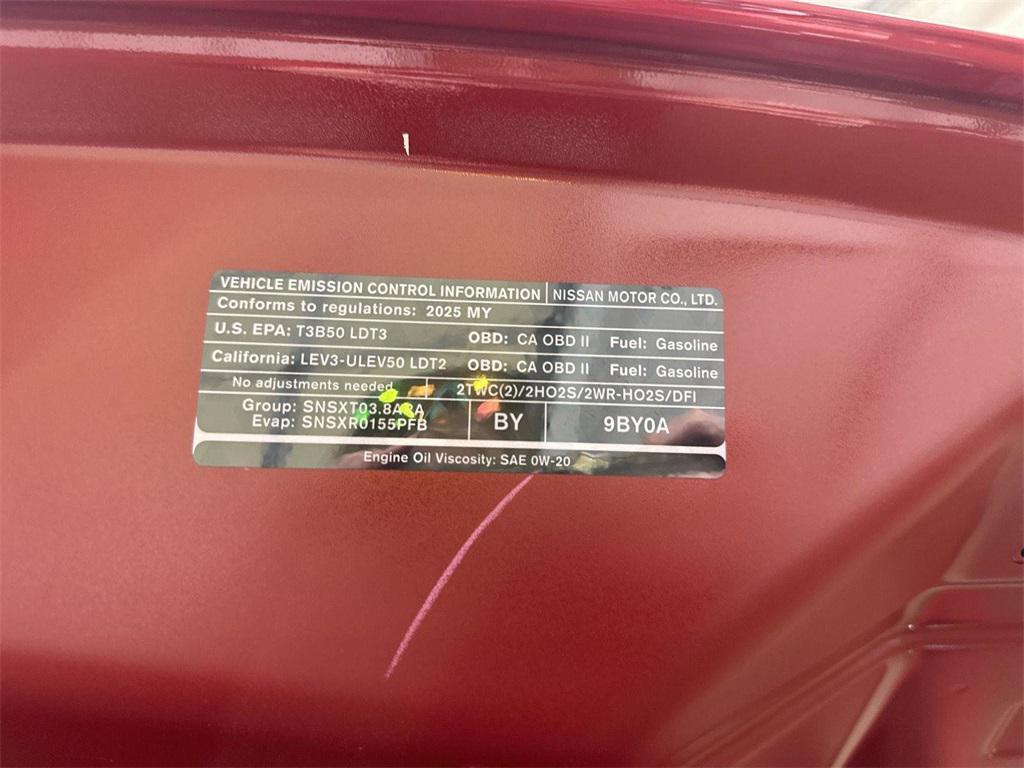 VEHICLE EMISSION CONTROL INFORMATION NISSAN MOTOR CO., LTD.
Conforms to regulations: 2025 MY
U.S. EPA: T3B50 LDT3 OBD: CA OBD II Fuel: Gasoline
California: LEV3-ULEV50 LDT2 OBD: CA OBD II Fuel: Gasoline
No adjustments needed 2TWC(2)/2HO2S/2WR-HO2S/DFI
Group:
Evap: SNSXR0155PFB
BY
9BY0A
Engine Oil Viscosity: SAE 0W-20